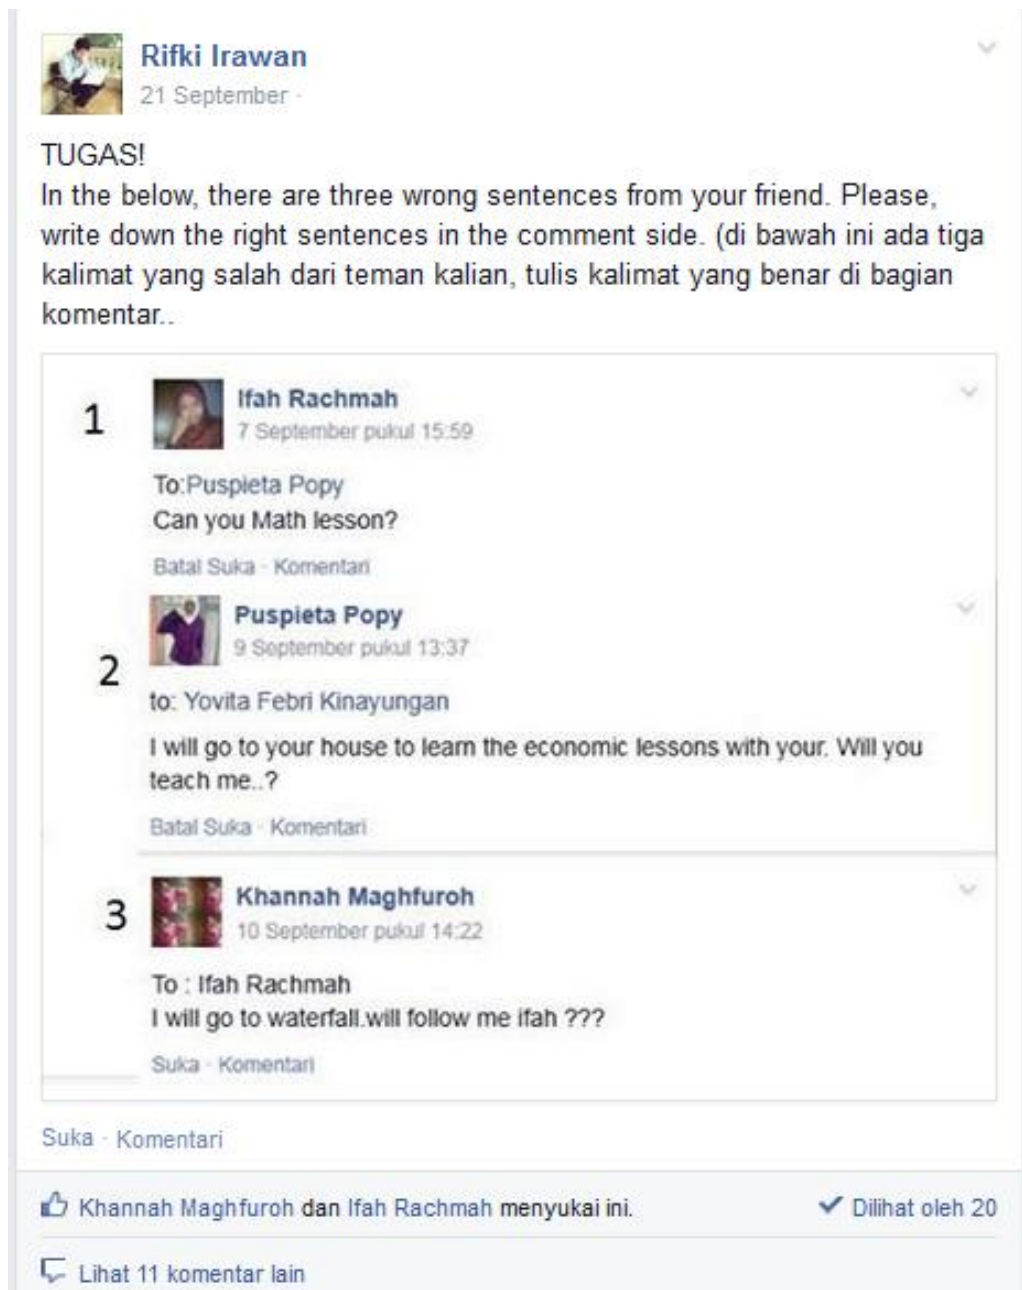 Rifki Irawan
21 September ·
TUGAS!
In the below, there are three wrong sentences from your friend. Please,
write down the right sentences in the comment side. (di bawah ini ada tiga
kalimat yang salah dari teman kalian, tulis kalimat yang benar di bagian
komentar..
1
Ifah Rachmah
7 September pukul 15:59
To:Puspieta Popy
Can you Math lesson?
Batal Suka · Komentari
2
Puspieta Popy
9 September pukul 13:37
to: Yovita Febri Kinayungan
I will go to your house to learn the economic lessons with your. Will you
teach me..?
Batal Suka · Komentari
3
Khannah Maghfuroh
10 September pukul 14:22
To : Ifah Rachmah
I will go to waterfall.will follow me ifah ???
Suka · Komentari
Suka · Komentari
Khannah Maghfuroh dan Ifah Rachmah menyukai ini. Dilihat oleh 20
Lihat 11 komentar lain